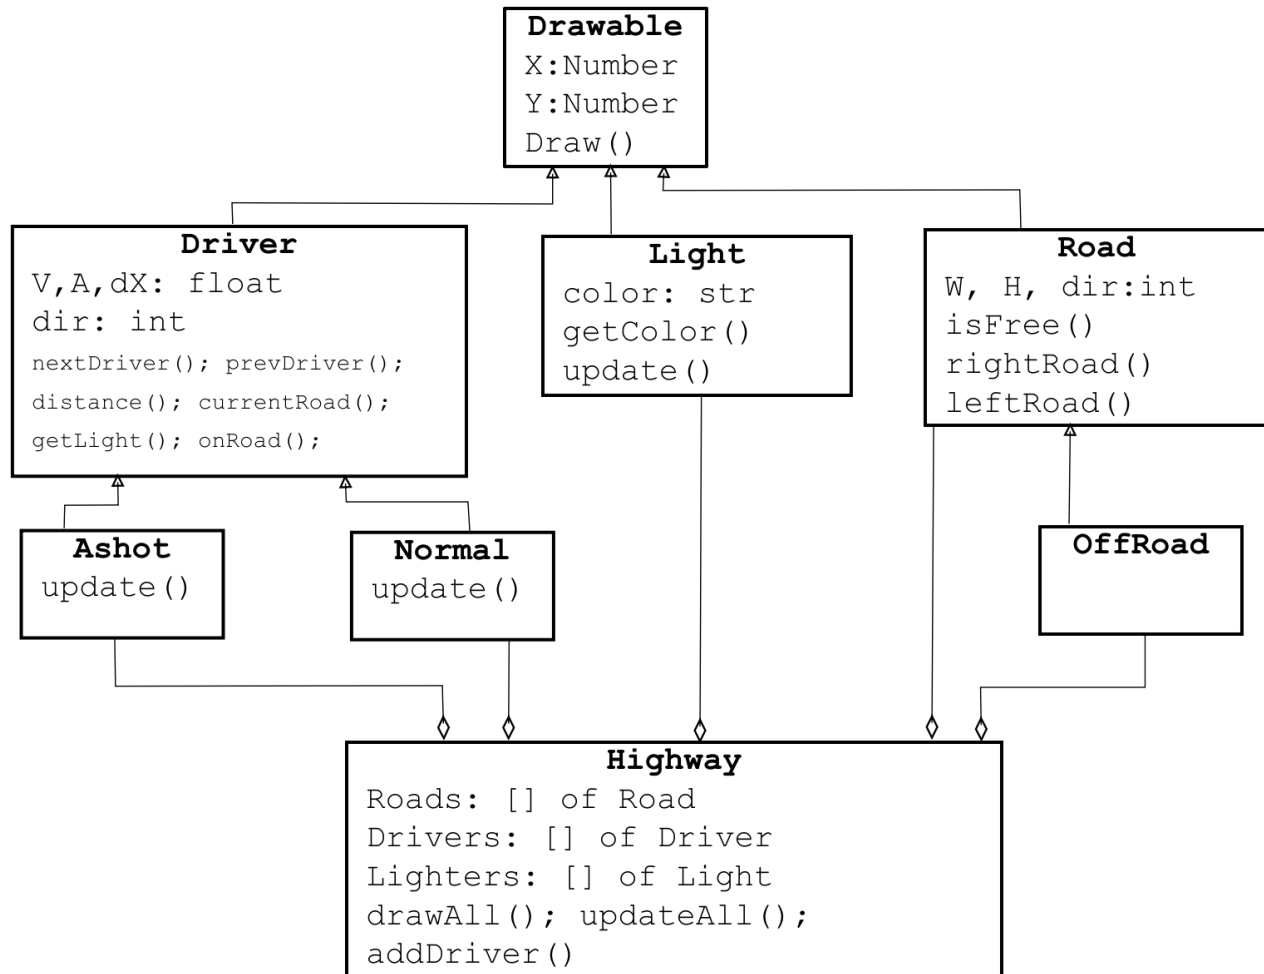 Drawable
X:Number
Y:Number
Draw()
Driver
V,A,dX: float
dir: int
nextDriver(); prevDriver();
distance(); currentRoad();
getLight(); onRoad();
Light
color: str
getColor()
update()
Road
W, H, dir:int
isFree()
rightRoad()
leftRoad()
Ashot
update()
Normal
update()
OffRoad
Highway
Roads: [] of Road
Drivers: [] of Driver
Lighters: [] of Light
drawAll(); updateAll();
addDriver()